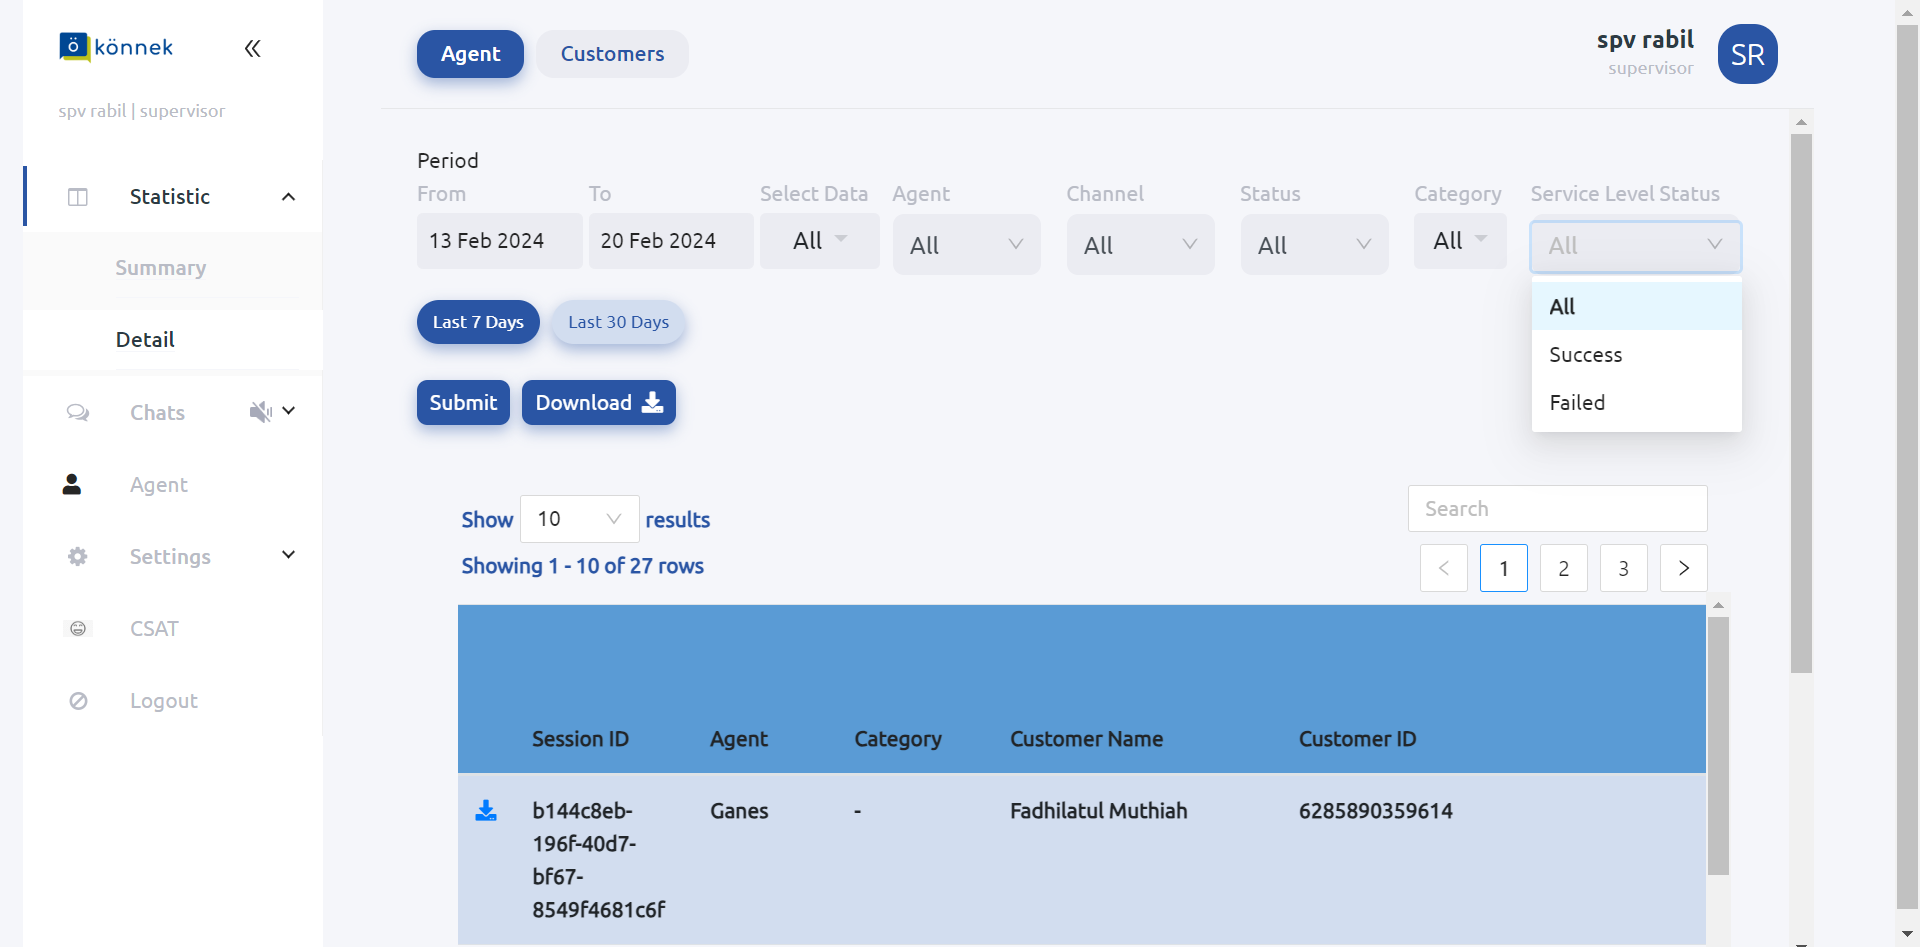 ö könnek
spv rabil | supervisor
Statistic
Summary
Detail
Chats
Agent
Settings
CSAT
Logout
Agent Customers
spv rabil
supervisor
SR
Period
From To Select Data Agent Channel Status Category Service Level Status
13 Feb 2024 20 Feb 2024 All All All All All All
All
Success
Failed
Last 7 Days Last 30 Days
Submit Download
Show 10 results
Showing 1 - 10 of 27 rows
Search
< 1 2 3 >
Session ID Agent Category Customer Name Customer ID
b144c8eb- Ganes - Fadhilatul Muthiah 6285890359614
196f-40d7-
bf67-
8549f4681c6f